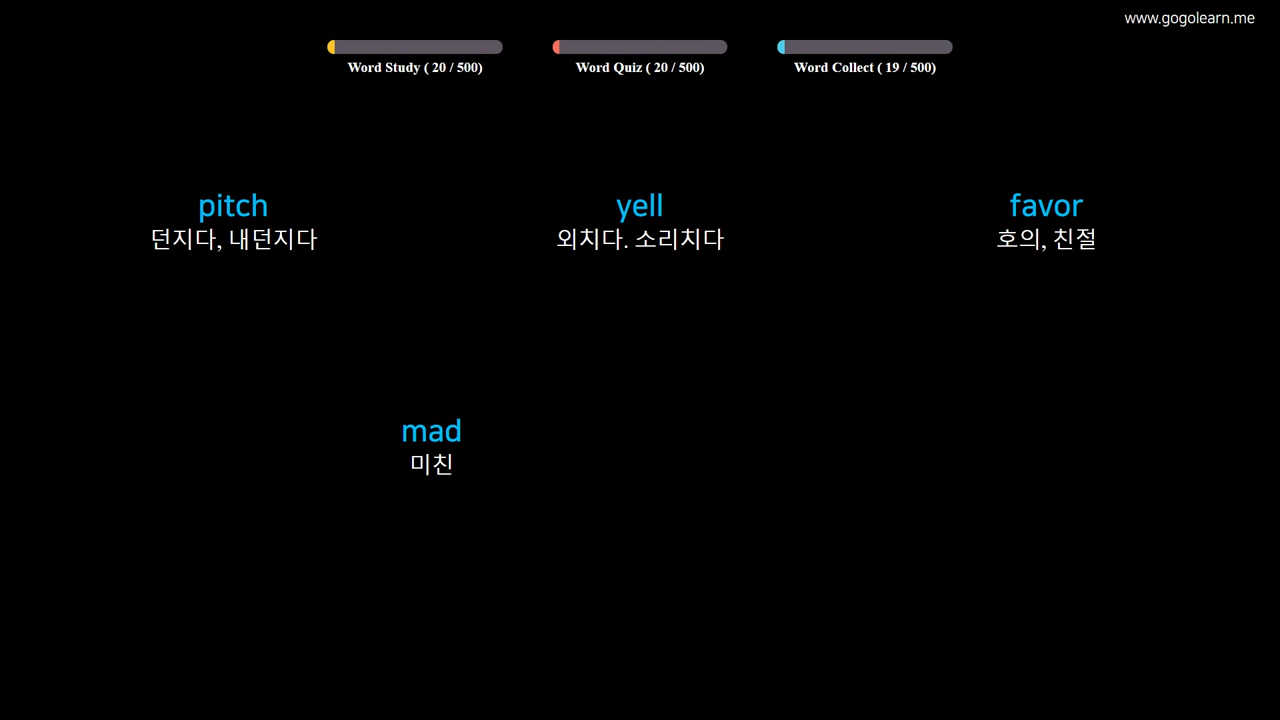 www.gogolearn.me
Word Study ( 20 / 500)
Word Quiz ( 20 / 500)
Word Collect ( 19 / 500)
pitch
던지다, 내던지다
yell
외치다. 소리치다
favor
호의, 친절
mad
미친